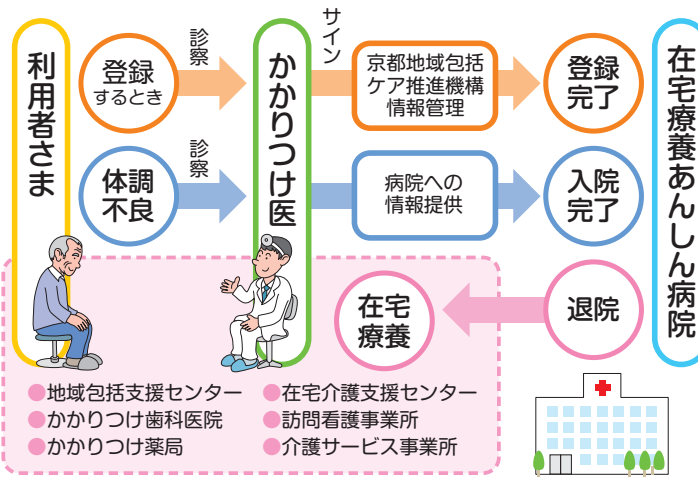 利用者さま
登録
するとき
診察
かかりつけ医
サイン
京都地域包括
ケア推進機構
情報管理
登録
完了
在宅療養あんしん病院
体調
不良
診察
病院への
情報提供
入院
完了
退院
在宅
療養
●地域包括支援センター
●かかりつけ歯科医院
●かかりつけ薬局
●在宅介護支援センター
●訪問看護事業所
●介護サービス事業所